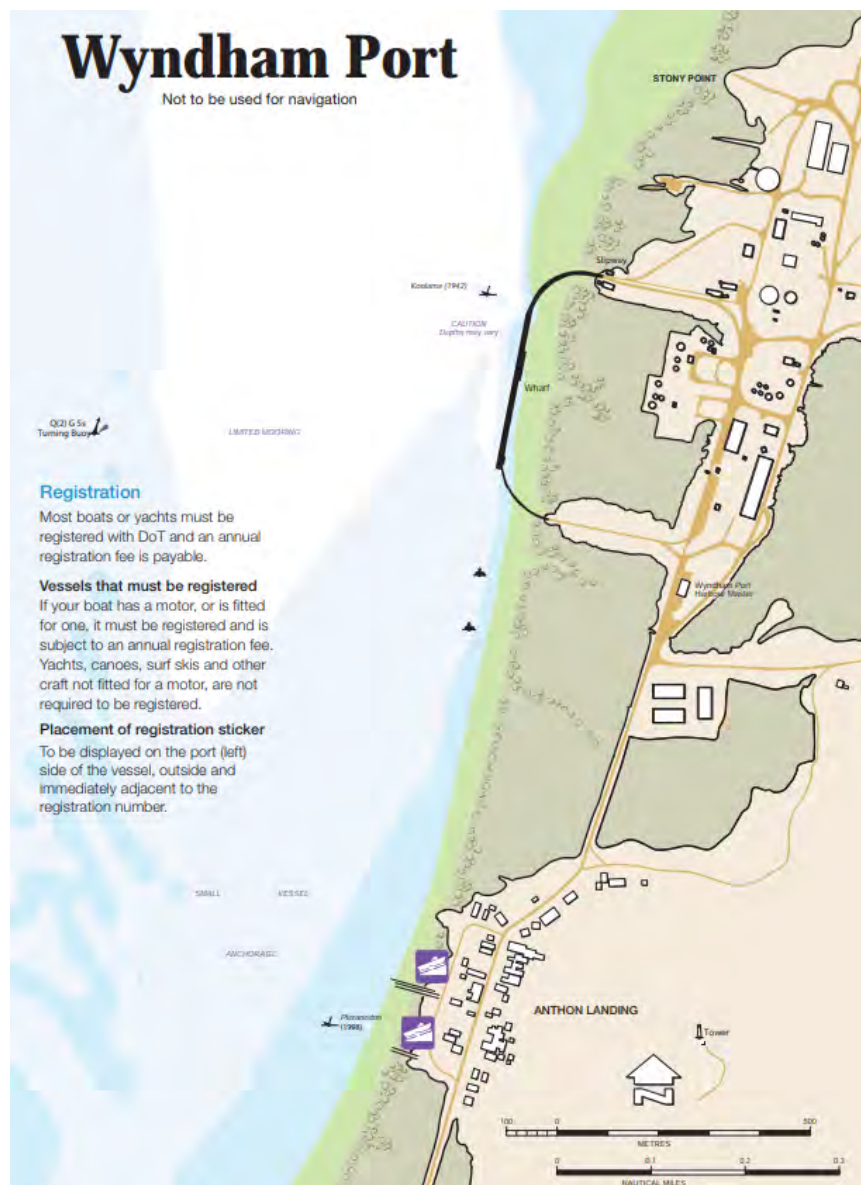 Wyndham Port
Not to be used for navigation
STONY POINT
Slipway
Koolama (1942)
CAUTION
Depths may vary
Wharf
Q(2) G 5s
Turning Buoy
LIMITED MOORING
Registration
Most boats or yachts must be
registered with DoT and an annual
registration fee is payable.
Vessels that must be registered
If your boat has a motor, or is fitted
for one, it must be registered and is
subject to an annual registration fee.
Yachts, canoes, surf skis and other
craft not fitted for a motor, are not
required to be registered.
Placement of registration sticker
To be displayed on the port (left)
side of the vessel, outside and
immediately adjacent to the
registration number.
Wyndham Port
Harbour Master
SMALL VESSEL
ANCHORAGE
ANTHON LANDING
Tower
N
100 0 500
METRES
0 0.1 0.2 0.3
NAUTICAL MILES